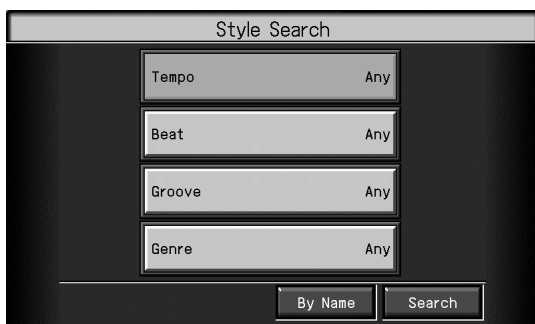 Style Search
Tempo Any
Beat Any
Groove Any
Genre Any
By Name Search